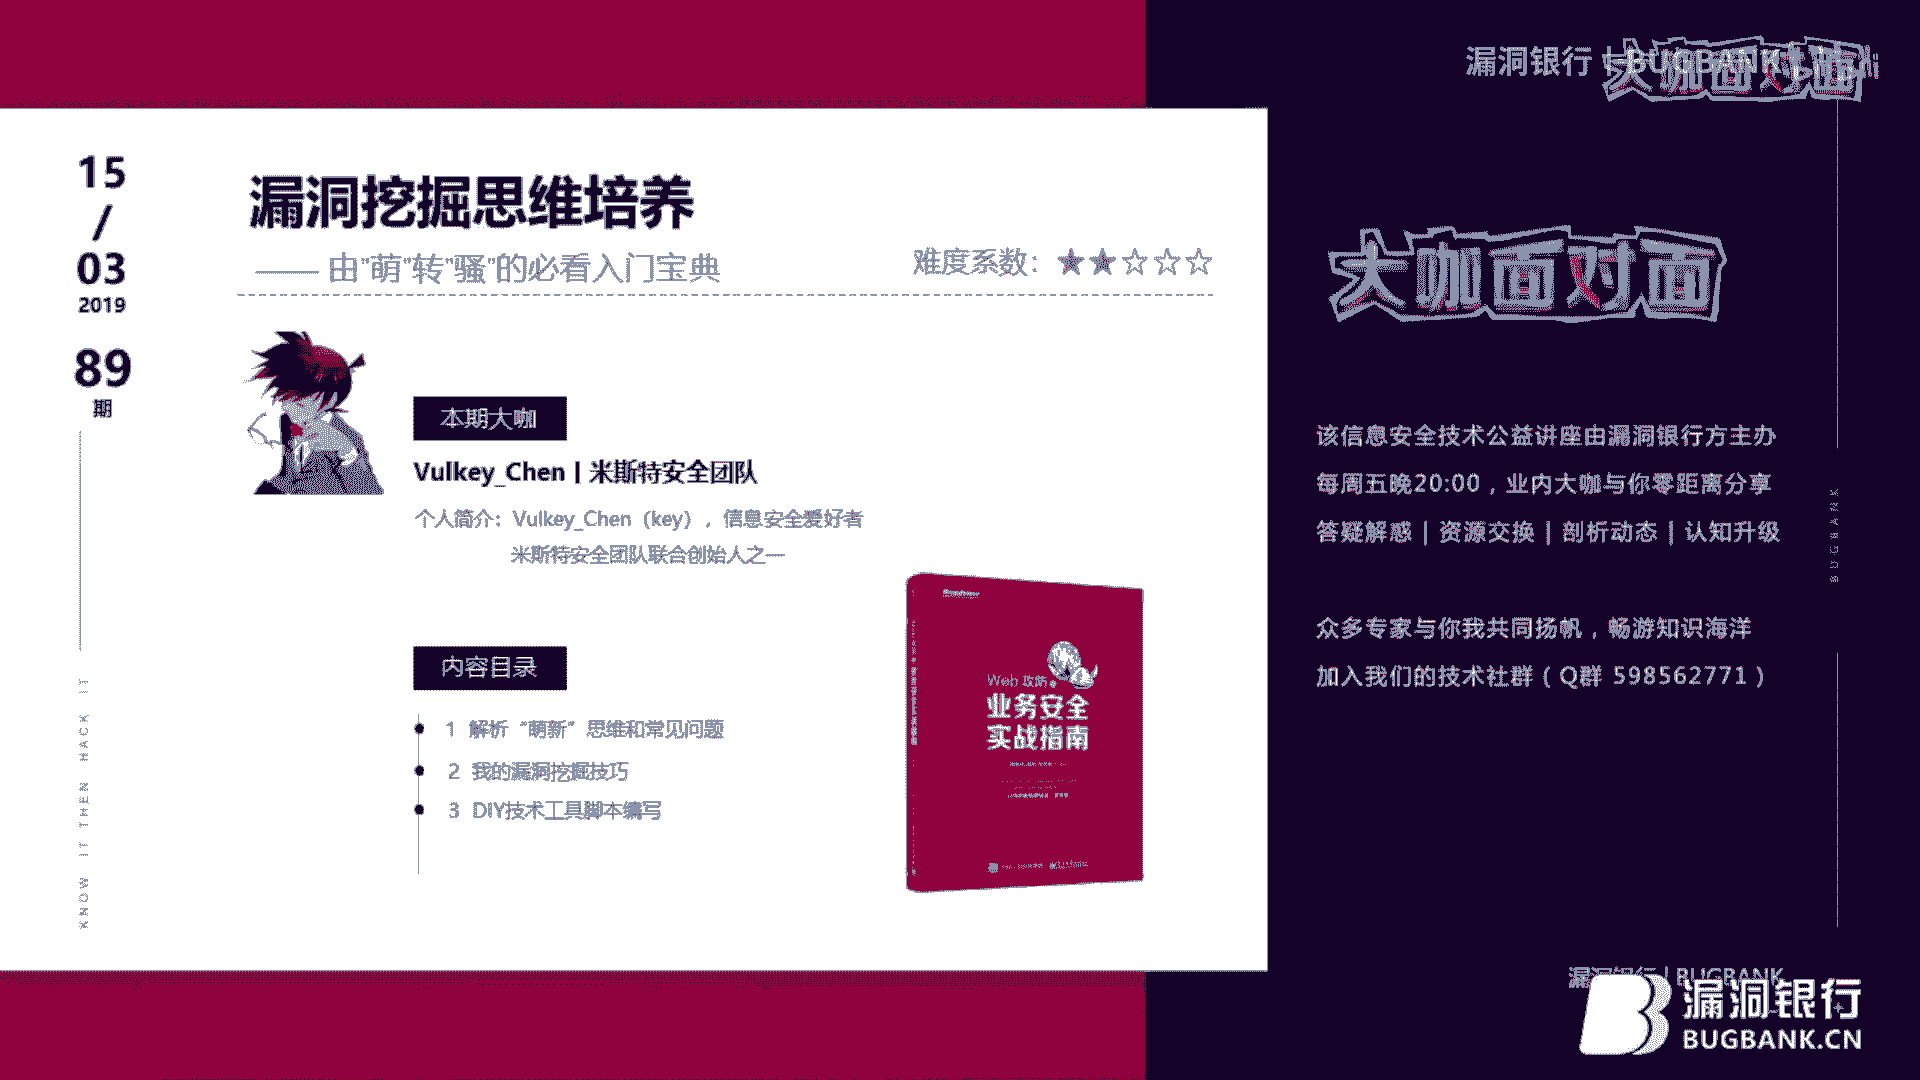 漏洞银行 | BUGBANK
大咖面对面
15
/
03
2019
89
期
KNOW IT THEN HACK IT
漏洞挖掘思维培养
—— 由"萌"转"骚"的必看入门宝典
难度系数：★★☆☆☆
本期大咖
Vulkey_Chen | 米斯特安全团队
个人简介：Vulkey_Chen（key），信息安全爱好者
米斯特安全团队联合创始人之一
内容目录
1 解析“萌新”思维和常见问题
2 我的漏洞挖掘技巧
3 DIY技术工具脚本编写
Web 攻防之
业务安全
实战指南
大咖面对面
该信息安全技术公益讲座由漏洞银行方主办
每周五晚20:00，业内大咖与你零距离分享
答疑解惑 | 资源交换 | 剖析动态 | 认知升级
众多专家与你我共同扬帆，畅游知识海洋
加入我们的技术社群（Q群 598562771）
BUGBANK
漏洞银行 | BUGBANK
漏洞银行
BUGBANK.CN